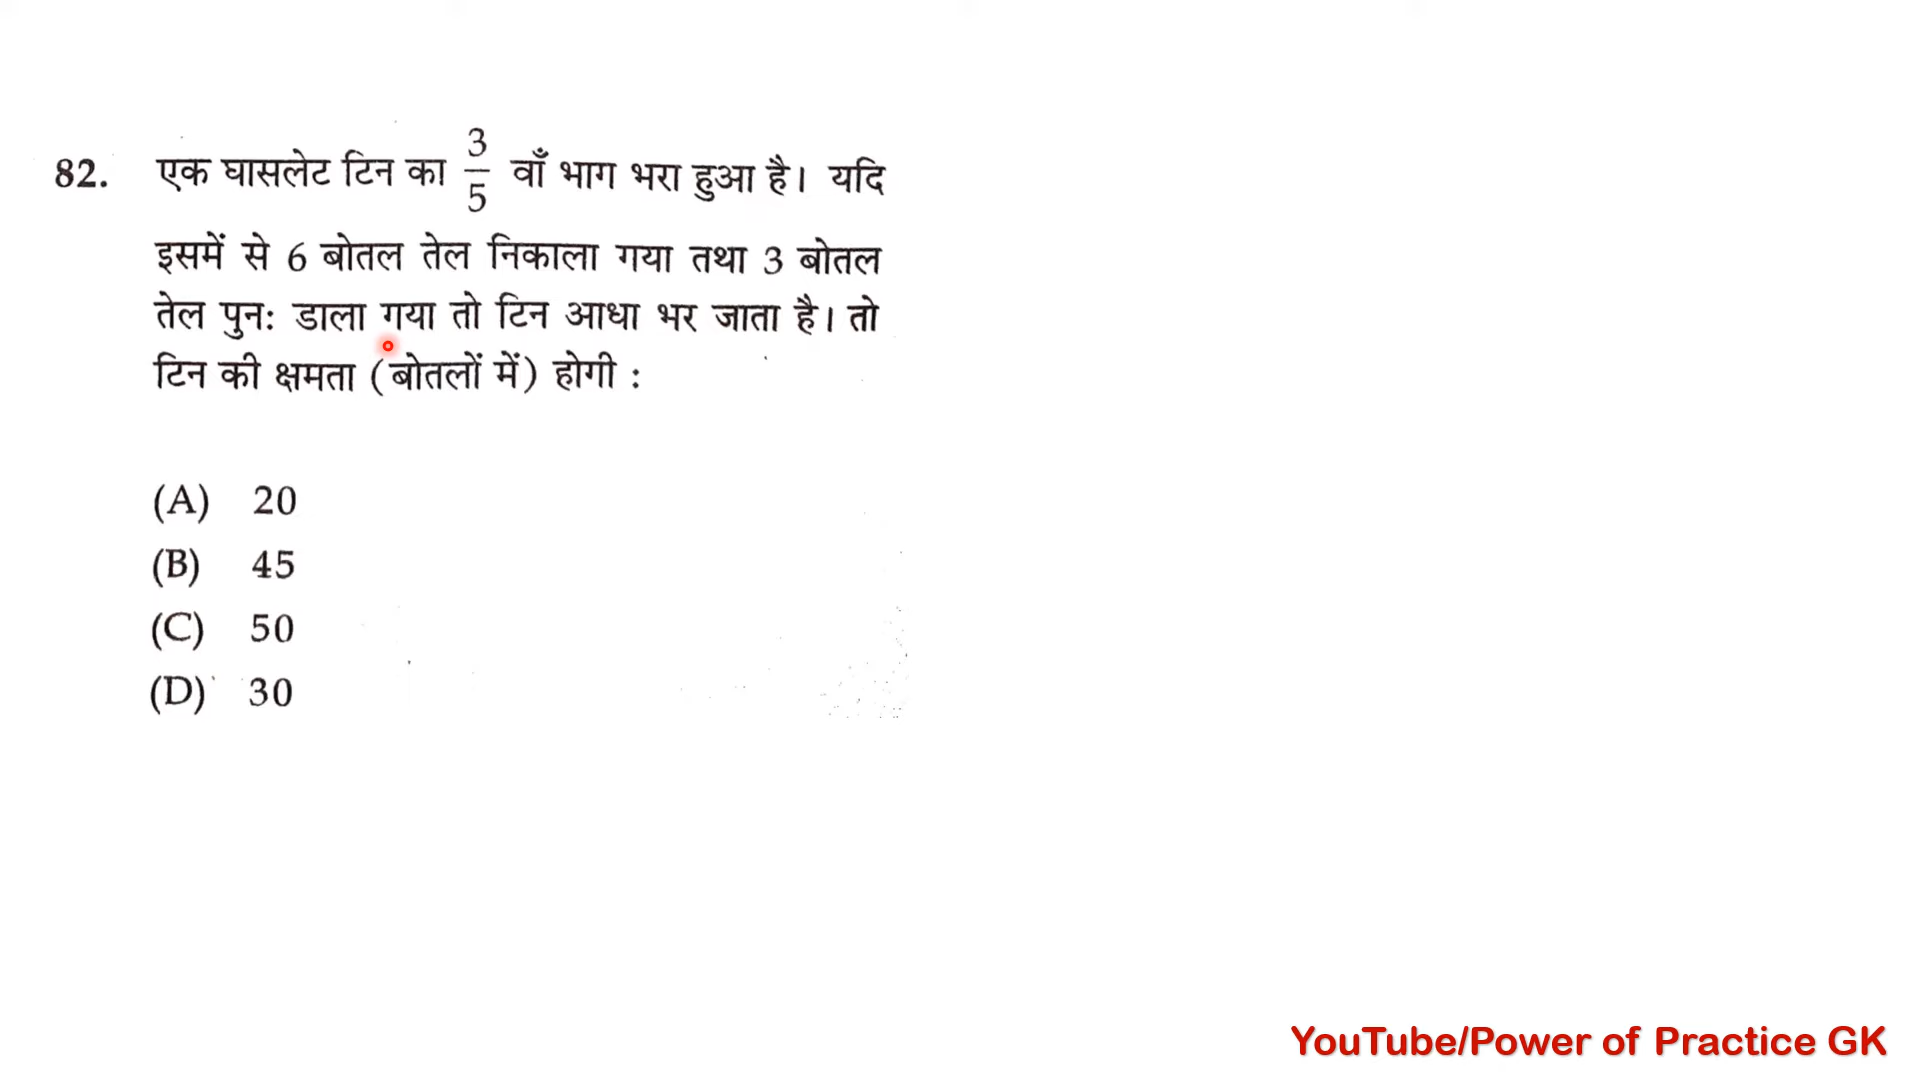 82. एक घासलेट टिन का 3/5 वाँ भाग भरा हुआ है। यदि
इसमें से 6 बोतल तेल निकाला गया तथा 3 बोतल
तेल पुनः डाला गया तो टिन आधा भर जाता है। तो
टिन की क्षमता (बोतलों में) होगी :
(A) 20
(B) 45
(C) 50
(D) 30
YouTube/Power of Practice GK